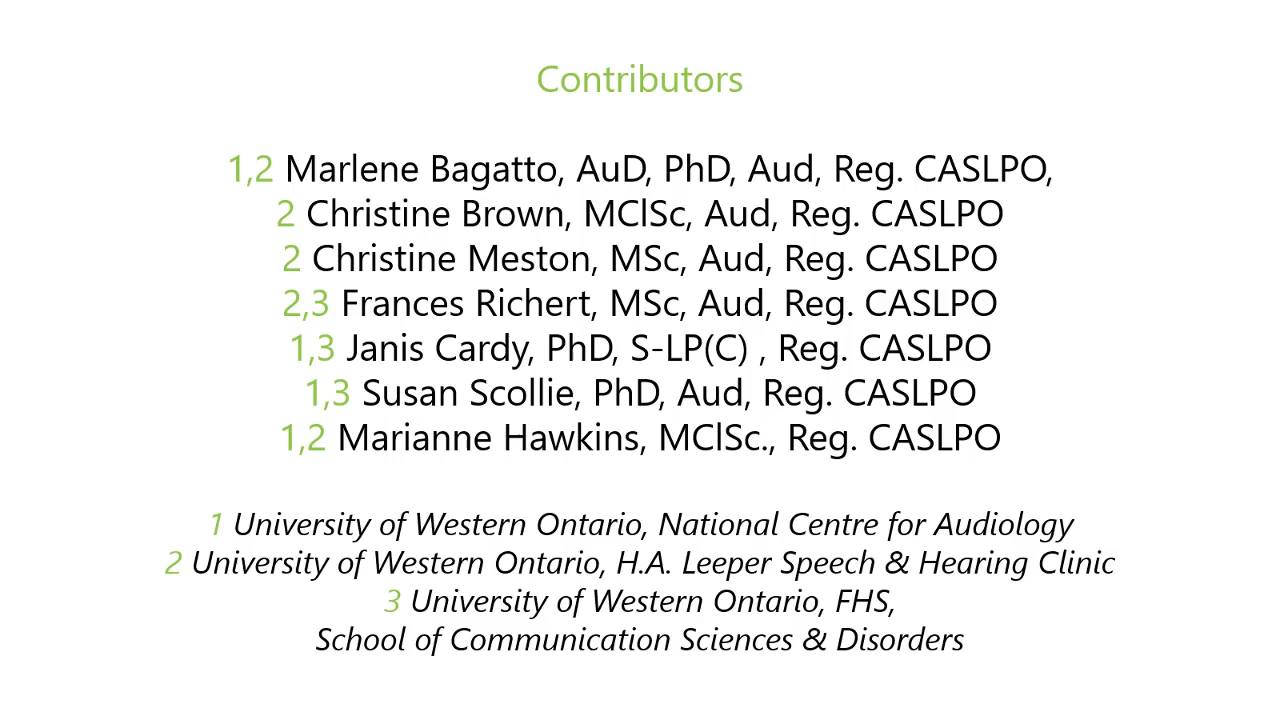 Contributors
1,2 Marlene Bagatto, AuD, PhD, Aud, Reg. CASLPO,
2 Christine Brown, MClSc, Aud, Reg. CASLPO
2 Christine Meston, MSc, Aud, Reg. CASLPO
2,3 Frances Richert, MSc, Aud, Reg. CASLPO
1,3 Janis Cardy, PhD, S-LP(C) , Reg. CASLPO
1,3 Susan Scollie, PhD, Aud, Reg. CASLPO
1,2 Marianne Hawkins, MClSc., Reg. CASLPO
1 University of Western Ontario, National Centre for Audiology
2 University of Western Ontario, H.A. Leeper Speech & Hearing Clinic
3 University of Western Ontario, FHS,
School of Communication Sciences & Disorders